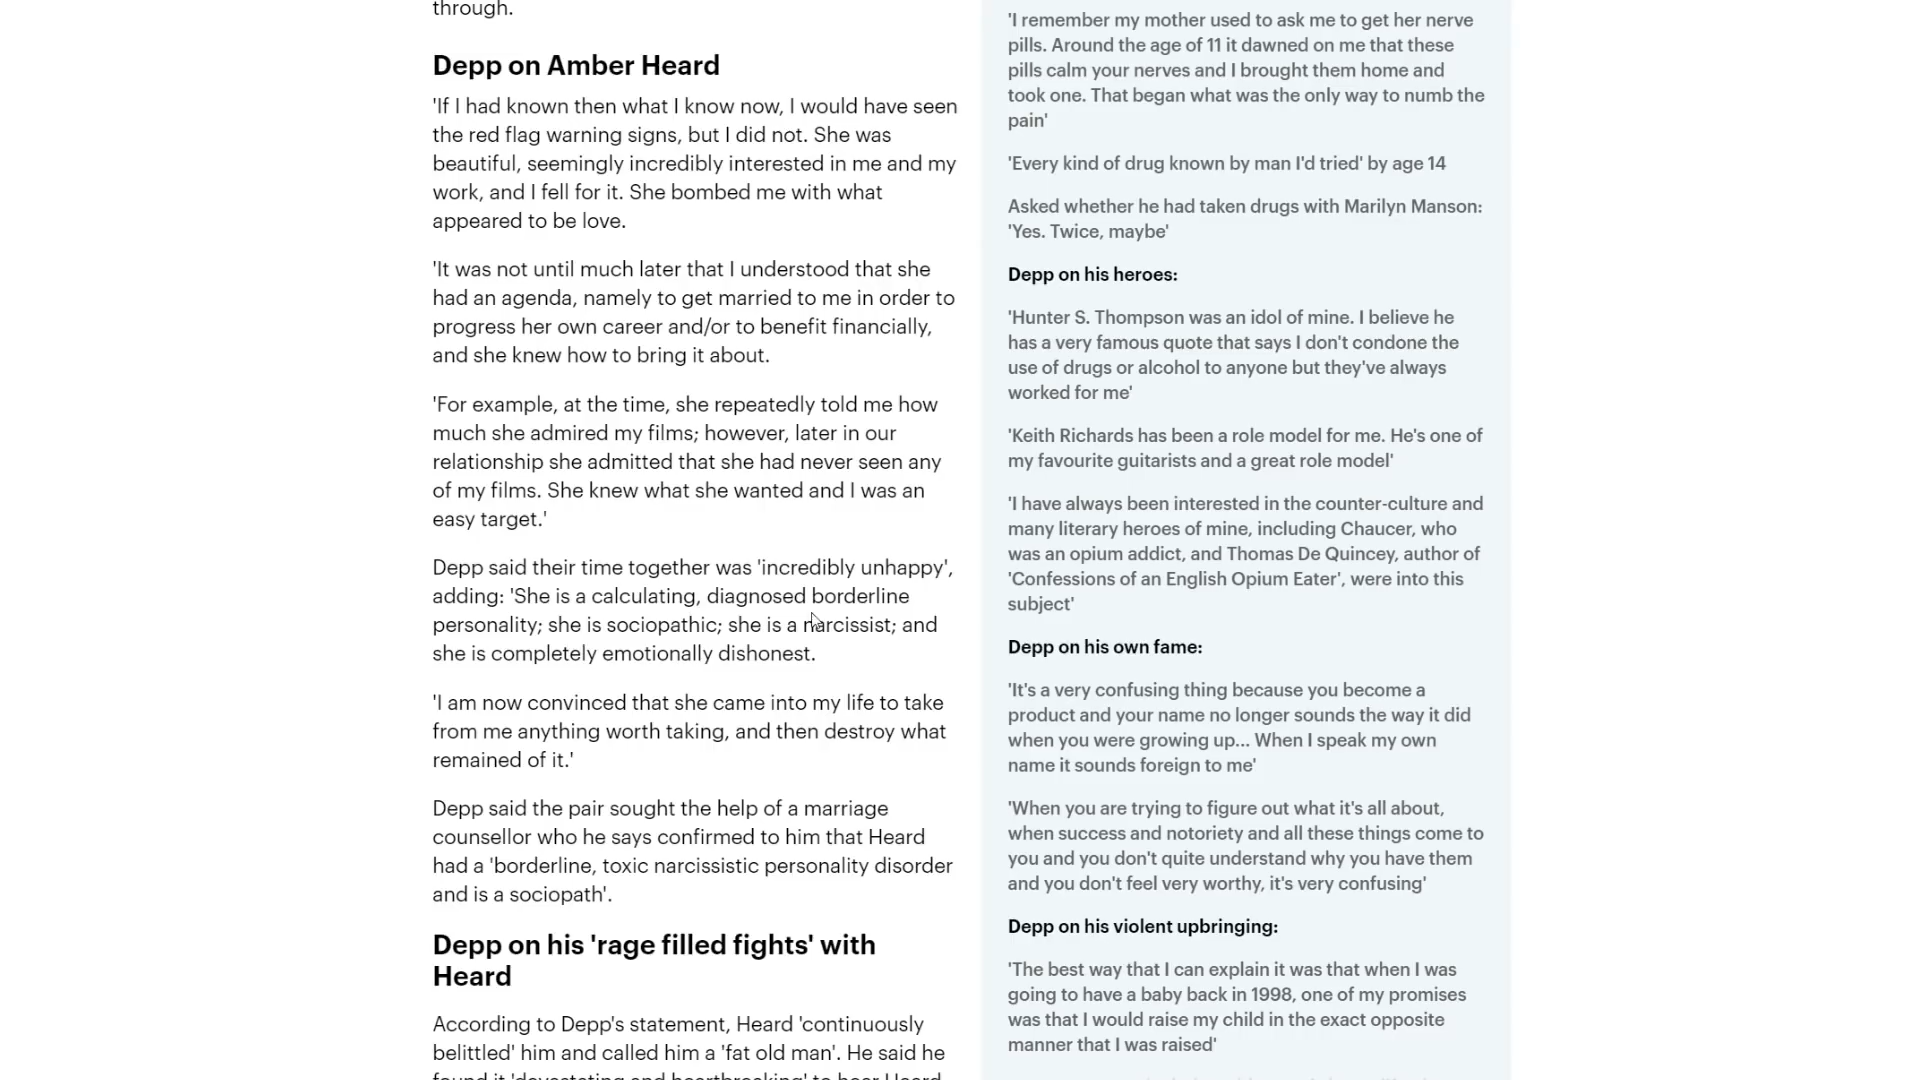 through.
Depp on Amber Heard
'If I had known then what I know now, I would have seen
the red flag warning signs, but I did not. She was
beautiful, seemingly incredibly interested in me and my
work, and I fell for it. She bombed me with what
appeared to be love.
'It was not until much later that I understood that she
had an agenda, namely to get married to me in order to
progress her own career and/or to benefit financially,
and she knew how to bring it about.
'For example, at the time, she repeatedly told me how
much she admired my films; however, later in our
relationship she admitted that she had never seen any
of my films. She knew what she wanted and I was an
easy target.'
Depp said their time together was 'incredibly unhappy',
adding: 'She is a calculating, diagnosed borderline
personality; she is sociopathic; she is a narcissist; and
she is completely emotionally dishonest.
'I am now convinced that she came into my life to take
from me anything worth taking, and then destroy what
remained of it.'
Depp said the pair sought the help of a marriage
counsellor who he says confirmed to him that Heard
had a 'borderline, toxic narcissistic personality disorder
and is a sociopath'.
Depp on his 'rage filled fights' with
Heard
According to Depp's statement, Heard 'continuously
belittled' him and called him a 'fat old man'. He said he
found it 'devastating and heartbreaking' to hear Heard
'I remember my mother used to ask me to get her nerve
pills. Around the age of 11 it dawned on me that these
pills calm your nerves and I brought them home and
took one. That began what was the only way to numb the
pain'
'Every kind of drug known by man I'd tried' by age 14
Asked whether he had taken drugs with Marilyn Manson:
'Yes. Twice, maybe'
Depp on his heroes:
'Hunter S. Thompson was an idol of mine. I believe he
has a very famous quote that says I don't condone the
use of drugs or alcohol to anyone but they've always
worked for me'
'Keith Richards has been a role model for me. He's one of
my favourite guitarists and a great role model'
'I have always been interested in the counter-culture and
many literary heroes of mine, including Chaucer, who
was an opium addict, and Thomas De Quincey, author of
'Confessions of an English Opium Eater', were into this
subject'
Depp on his own fame:
'It's a very confusing thing because you become a
product and your name no longer sounds the way it did
when you were growing up... When I speak my own
name it sounds foreign to me'
'When you are trying to figure out what it's all about,
when success and notoriety and all these things come to
you and you don't quite understand why you have them
and you don't feel very worthy, it's very confusing'
Depp on his violent upbringing:
'The best way that I can explain it was that when I was
going to have a baby back in 1998, one of my promises
was that I would raise my child in the exact opposite
manner that I was raised'